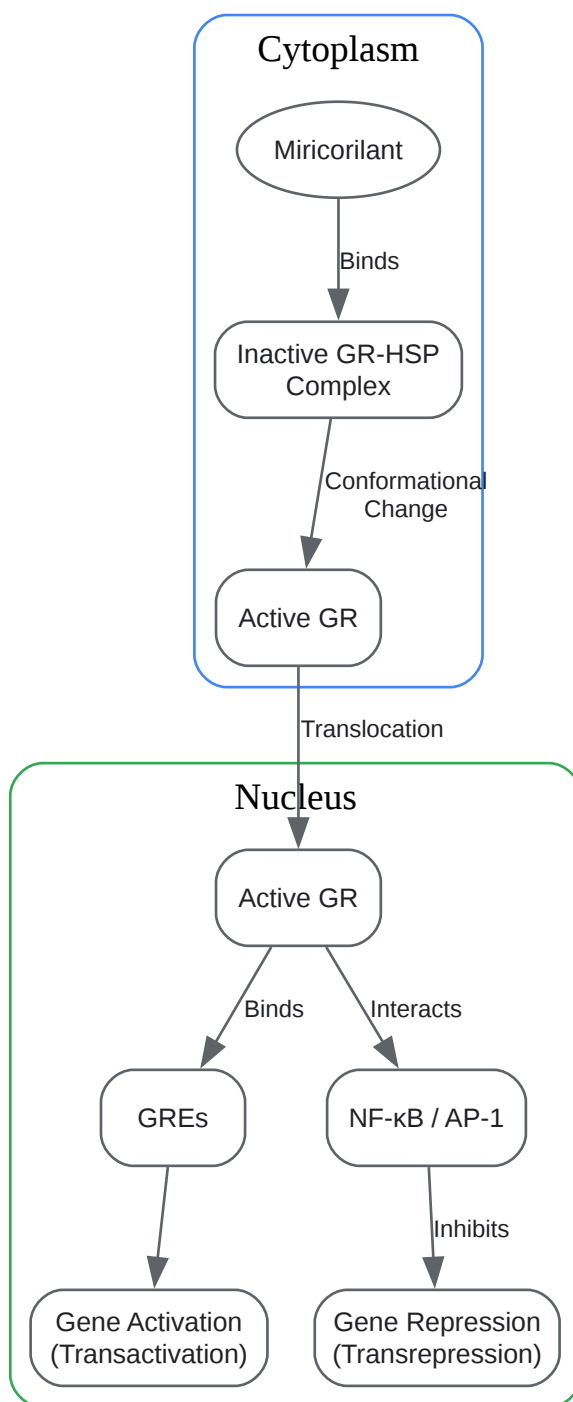 Cytoplasm
Miricorilant
Binds
Inactive GR-HSP
Complex
Conformational
Change
Active GR
Translocation
Nucleus
Active GR
Binds
Interacts
GREs
NF-κB / AP-1
Inhibits
Gene Activation
(Transactivation)
Gene Repression
(Transrepression)